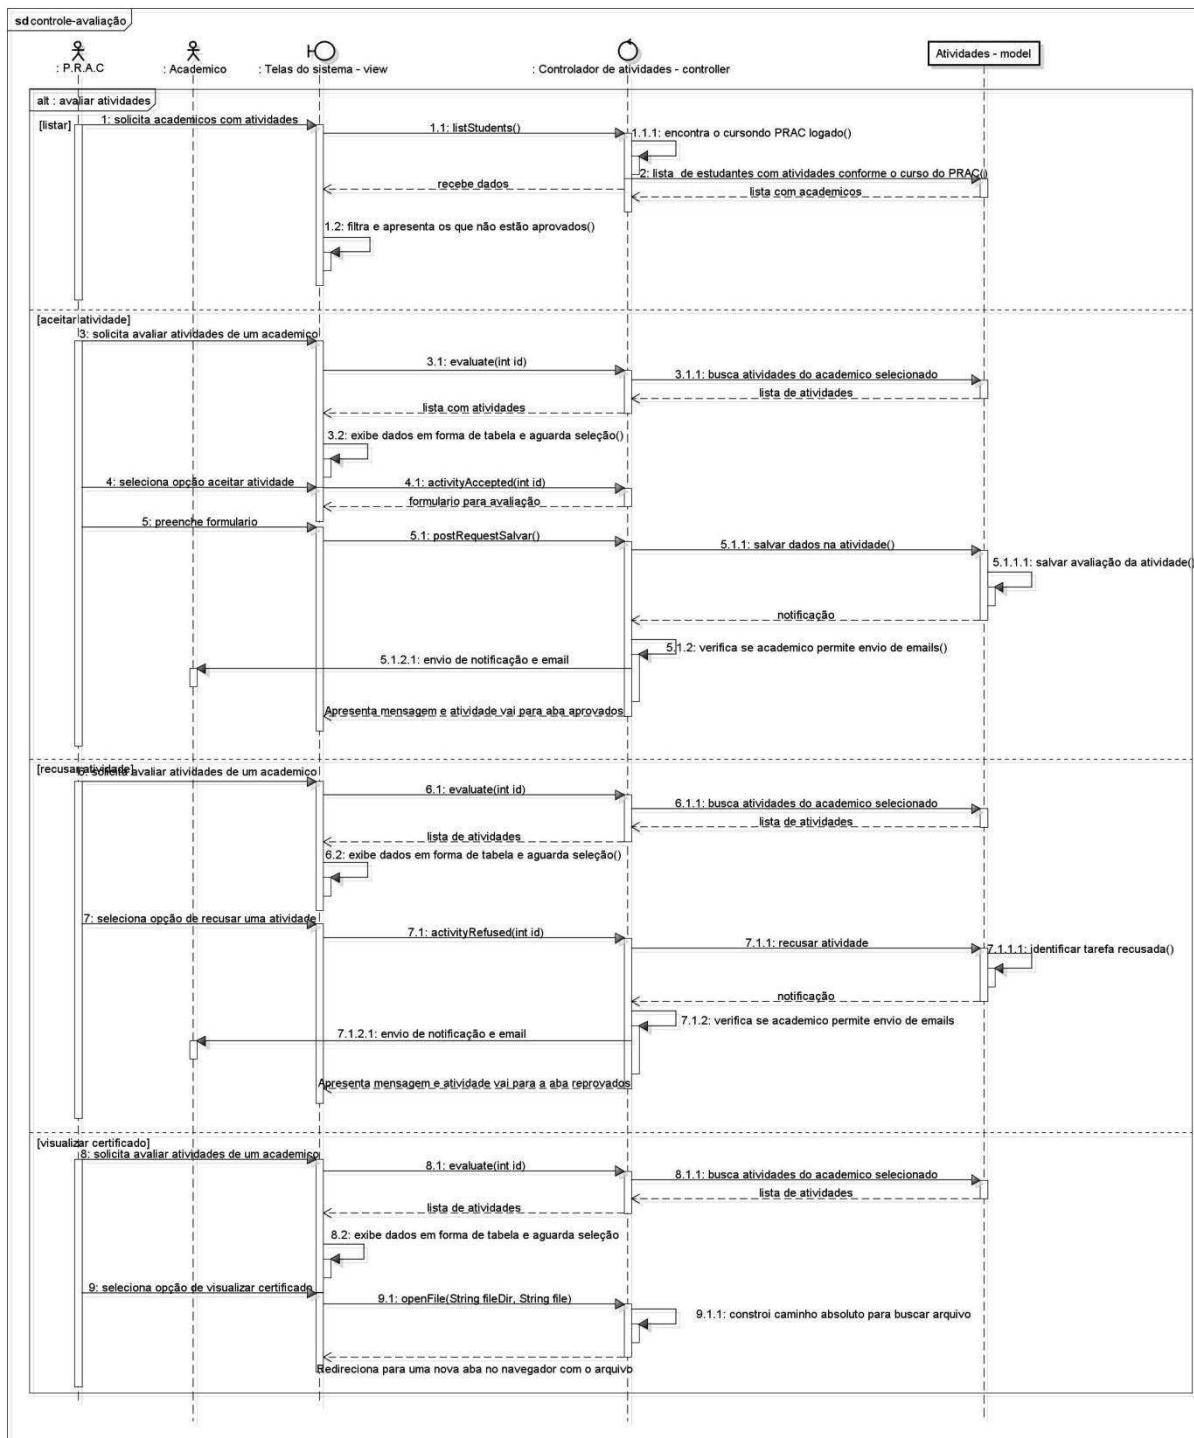 sd controle-avaliação
: P.R.A.C
: Academico
: Telas do sistema - view
: Controlador de atividades - controller
Atividades - model
alt : avaliar atividades
[listar]
1: solicita academicos com atividades
1.1: listStudents()
1.1.1: encontra o cursondo PRAC logado()
2: lista de estudantes com atividades conforme o curso do PRAC()
recebe dados
lista com academicos
1.2: filtra e apresenta os que não estão aprovados()
[aceitar atividade]
3: solicita avaliar atividades de um academico
3.1: evaluate(int id)
3.1.1: busca atividades do academico selecionado
lista de atividades
lista com atividades
3.2: exibe dados em forma de tabela e aguarda seleção()
4: seleciona opção aceitar atividade
4.1: activityAccepted(int id)
formulario para avaliação
5: preenche formulario
5.1: postRequestSalvar()
5.1.1: salvar dados na atividade()
5.1.1.1: salvar avaliação da atividade()
notificação
5.1.2: verifica se academico permite envio de emails()
5.1.2.1: envio de notificação e email
Apresenta mensagem e atividade vai para aba aprovados
[recusar atividade]
6: solicita avaliar atividades de um academico
6.1: evaluate(int id)
6.1.1: busca atividades do academico selecionado
lista de atividades
lista de atividades
6.2: exibe dados em forma de tabela e aguarda seleção()
7: seleciona opção de recusar uma atividade
7.1: activityRefused(int id)
7.1.1: recusar atividade
7.1.1.1: identificar tarefa recusada()
notificação
7.1.2: verifica se academico permite envio de emails
7.1.2.1: envio de notificação e email
Apresenta mensagem e atividade vai para a aba reprovados
[visualizar certificado]
8: solicita avaliar atividades de um academico
8.1: evaluate(int id)
8.1.1: busca atividades do academico selecionado
lista de atividades
lista de atividades
8.2: exibe dados em forma de tabela e aguarda seleção
9: seleciona opção de visualizar certificado
9.1: openFile(String fileDir, String file)
9.1.1: constroi caminho absoluto para buscar arquivo
Redireciona para uma nova aba no navegador com o arquivo